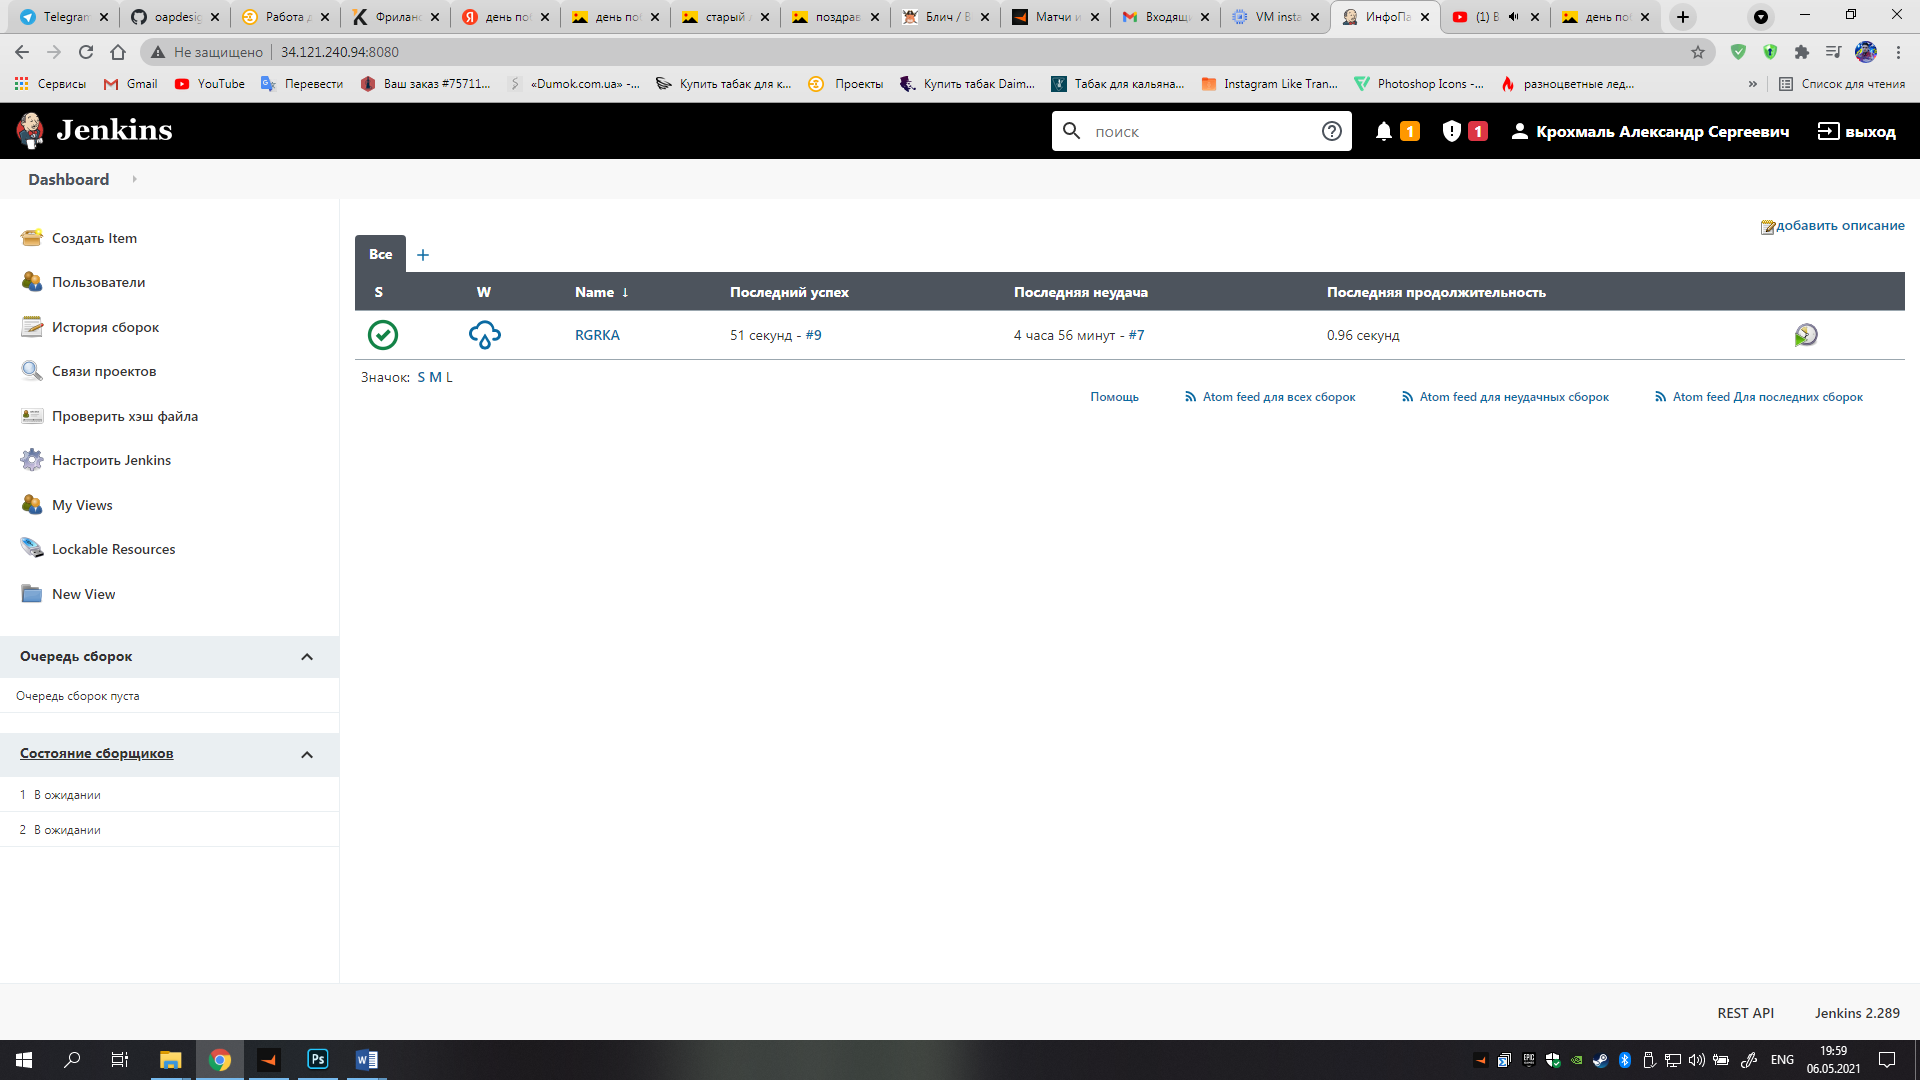 Telegram
oapdesig
Работа д
Фриланс
день поб
день поб
старый л
поздрав
Блич / B
Матчи и
Входящи
VM insta
ИнфоПа
(1) B
день поб
Не защищено
34.121.240.94:8080
Сервисы
Gmail
YouTube
Перевести
Ваш заказ #75711...
«Dumok.com.ua» -...
Купить табак для к...
Проекты
Купить табак Daim...
Табак для кальяна...
Instagram Like Tran...
Photoshop Icons -...
разноцветные лед...
»
Список для чтения
Jenkins
поиск
1
1
Крохмаль Александр Сергеевич
выход
Dashboard
Создать Item
Пользователи
История сборок
Связи проектов
Проверить хэш файла
Настроить Jenkins
My Views
Lockable Resources
New View
Очередь сборок
Очередь сборок пуста
Состояние сборщиков
1 В ожидании
2 В ожидании
добавить описание
Все +
S W Name ↓ Последний успех Последняя неудача Последняя продолжительность
RGRKA 51 секунд - #9 4 часа 56 минут - #7 0.96 секунд
Значок: S M L
Помощь Atom feed для всех сборок Atom feed для неудачных сборок Atom feed Для последних сборок
REST API Jenkins 2.289
Ps
ENG
19:59
06.05.2021